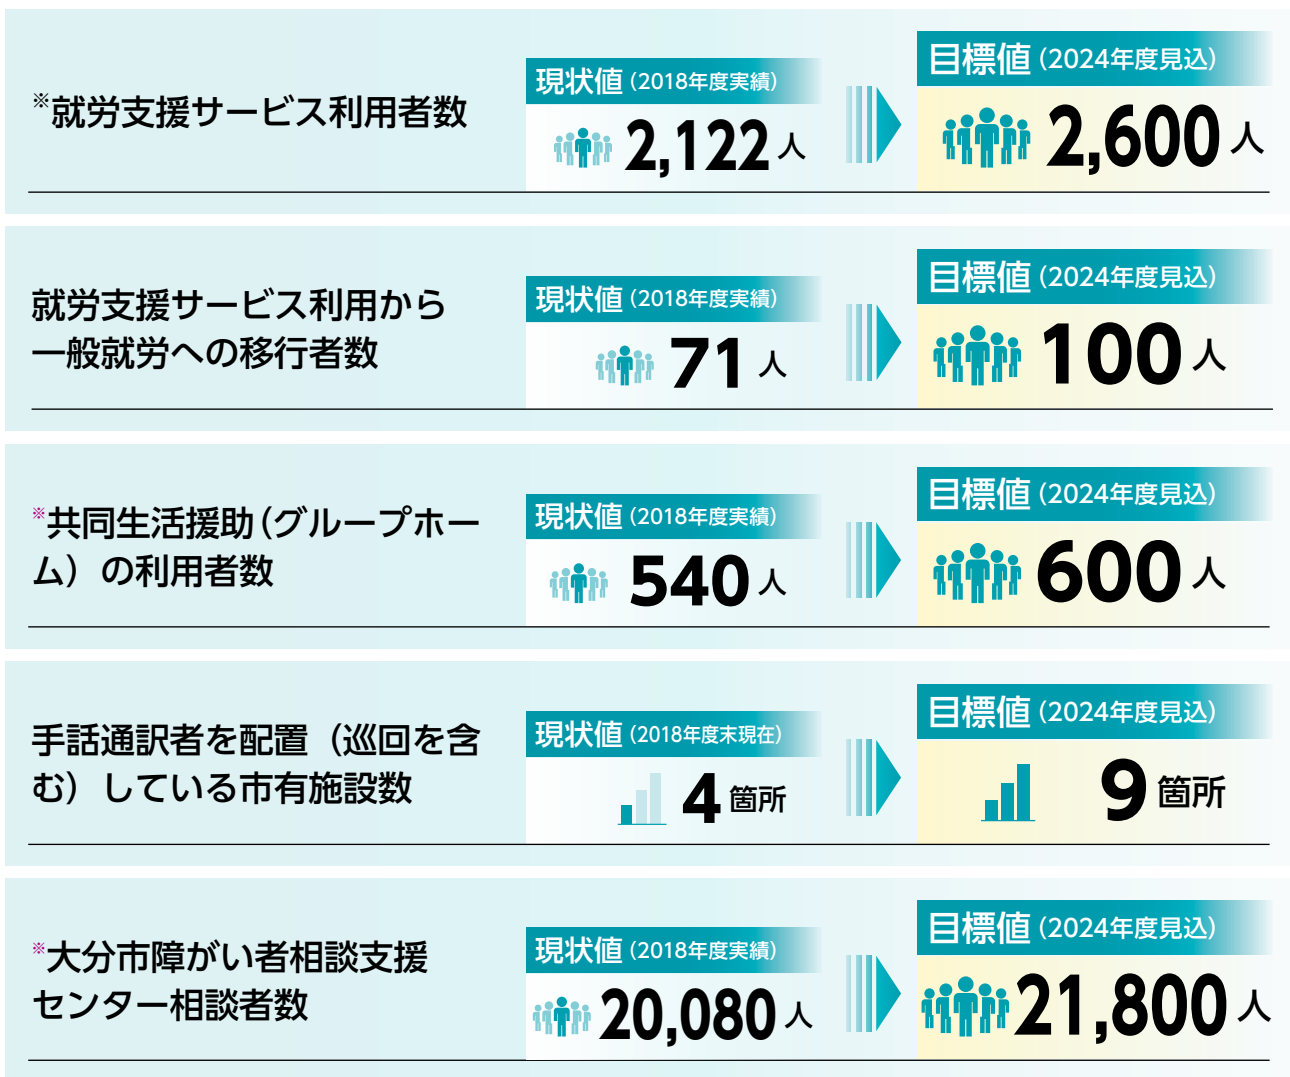 ※就労支援サービス利用者数
現状値(2018年度実績)
2,122人
目標値(2024年度見込)
2,600人
就労支援サービス利用から
一般就労への移行者数
現状値(2018年度実績)
71人
目標値(2024年度見込)
100人
※共同生活援助(グループホー
ム)の利用者数
現状値(2018年度実績)
540人
目標値(2024年度見込)
600人
手話通訳者を配置(巡回を含
む)している市有施設数
現状値(2018年度末現在)
4箇所
目標値(2024年度見込)
9箇所
※大分市障がい者相談支援
センター相談者数
現状値(2018年度実績)
20,080人
目標値(2024年度見込)
21,800人